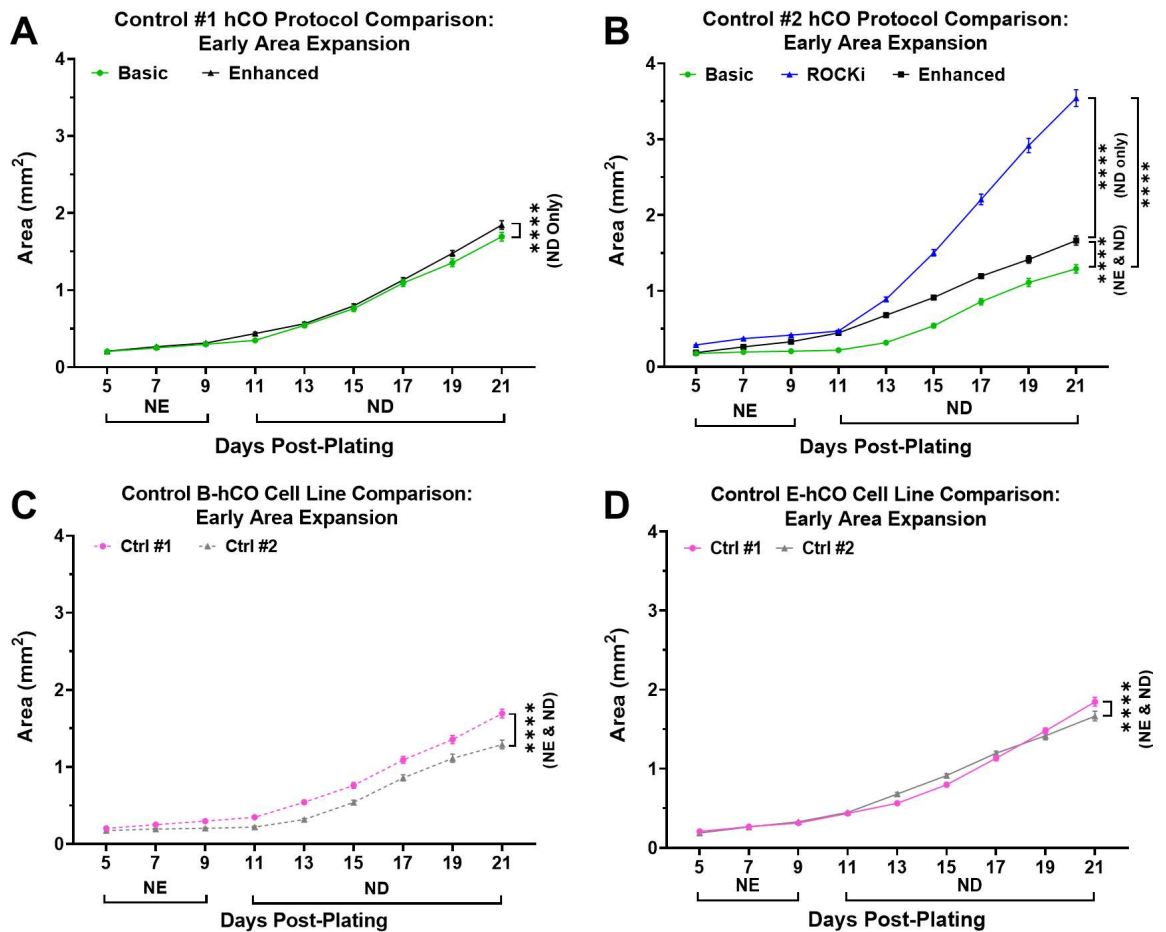 A
Control #1 hCO Protocol Comparison:
Early Area Expansion
Basic
Enhanced
Area (mm2)
4
3
2
1
0
5 7 9 11 13 15 17 19 21
NE
ND
Days Post-Plating
****
(ND Only)
B
Control #2 hCO Protocol Comparison:
Early Area Expansion
Basic
ROCKi
Enhanced
Area (mm2)
4
3
2
1
0
5 7 9 11 13 15 17 19 21
NE
ND
Days Post-Plating
****
(ND only)
****
****
(NE & ND)
C
Control B-hCO Cell Line Comparison:
Early Area Expansion
Ctrl #1
Ctrl #2
Area (mm2)
4
3
2
1
0
5 7 9 11 13 15 17 19 21
NE
ND
Days Post-Plating
****
(NE & ND)
D
Control E-hCO Cell Line Comparison:
Early Area Expansion
Ctrl #1
Ctrl #2
Area (mm2)
4
3
2
1
0
5 7 9 11 13 15 17 19 21
NE
ND
Days Post-Plating
****
(NE & ND)